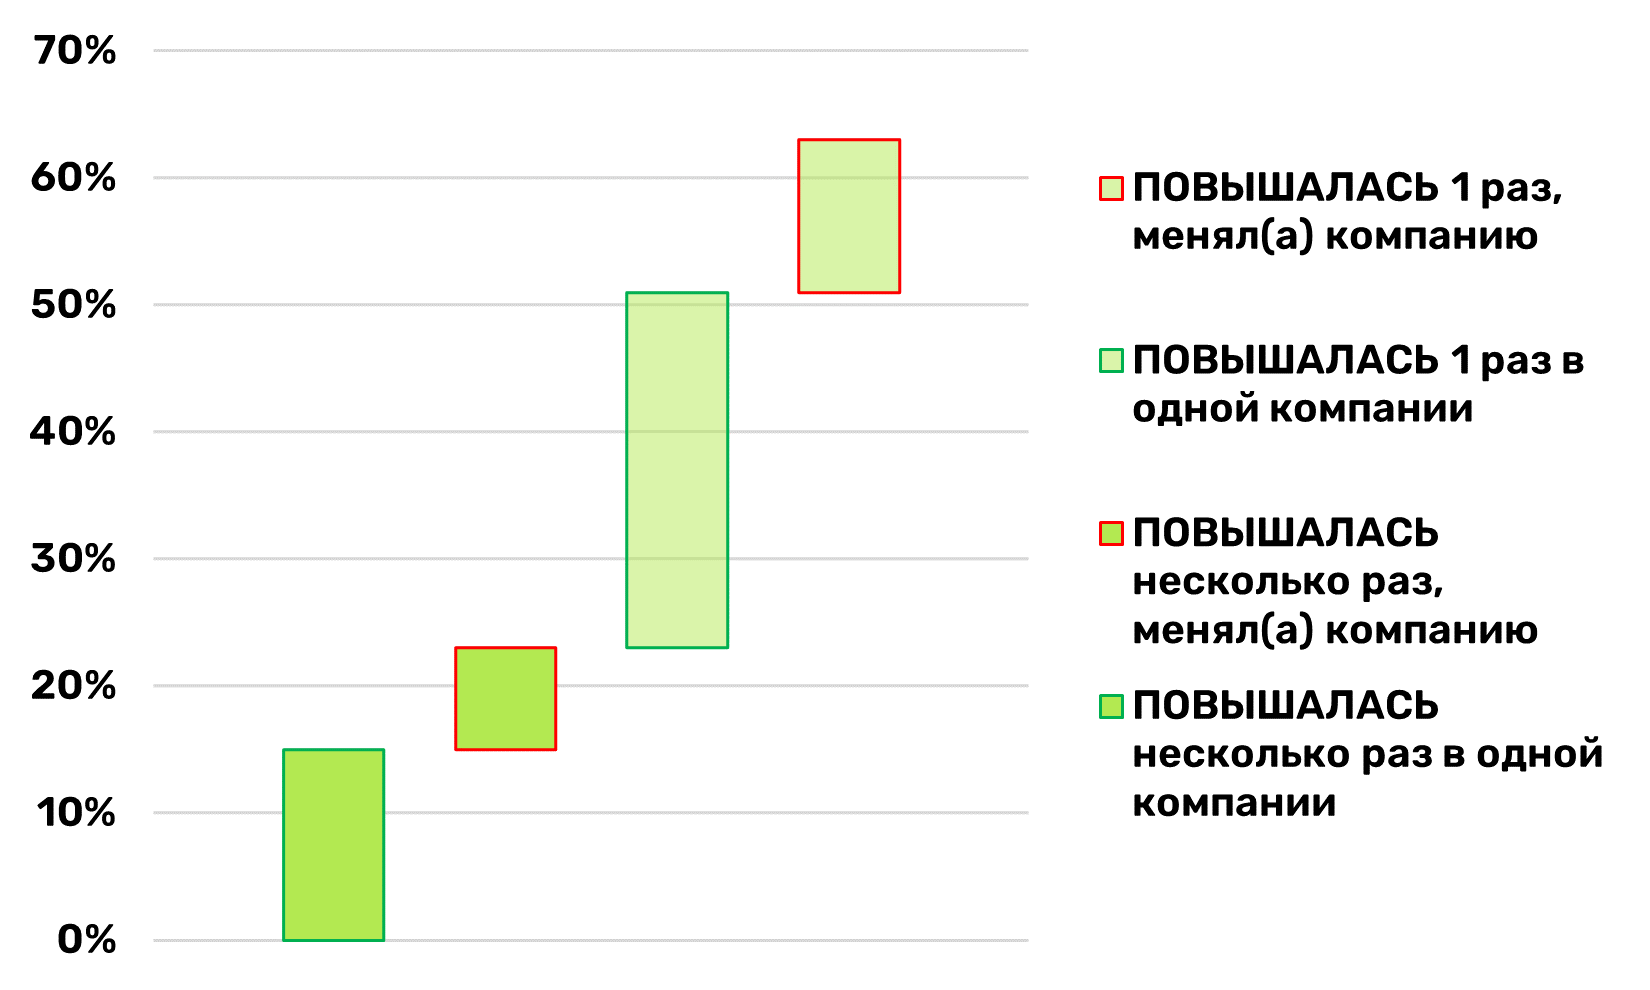 70%
60%
50%
40%
30%
20%
10%
0%
ПОВЫШАЛАСЬ 1 раз,
менял(а) компанию
ПОВЫШАЛАСЬ 1 раз в
одной компании
ПОВЫШАЛАСЬ
несколько раз,
менял(а) компанию
ПОВЫШАЛАСЬ
несколько раз в одной
компании